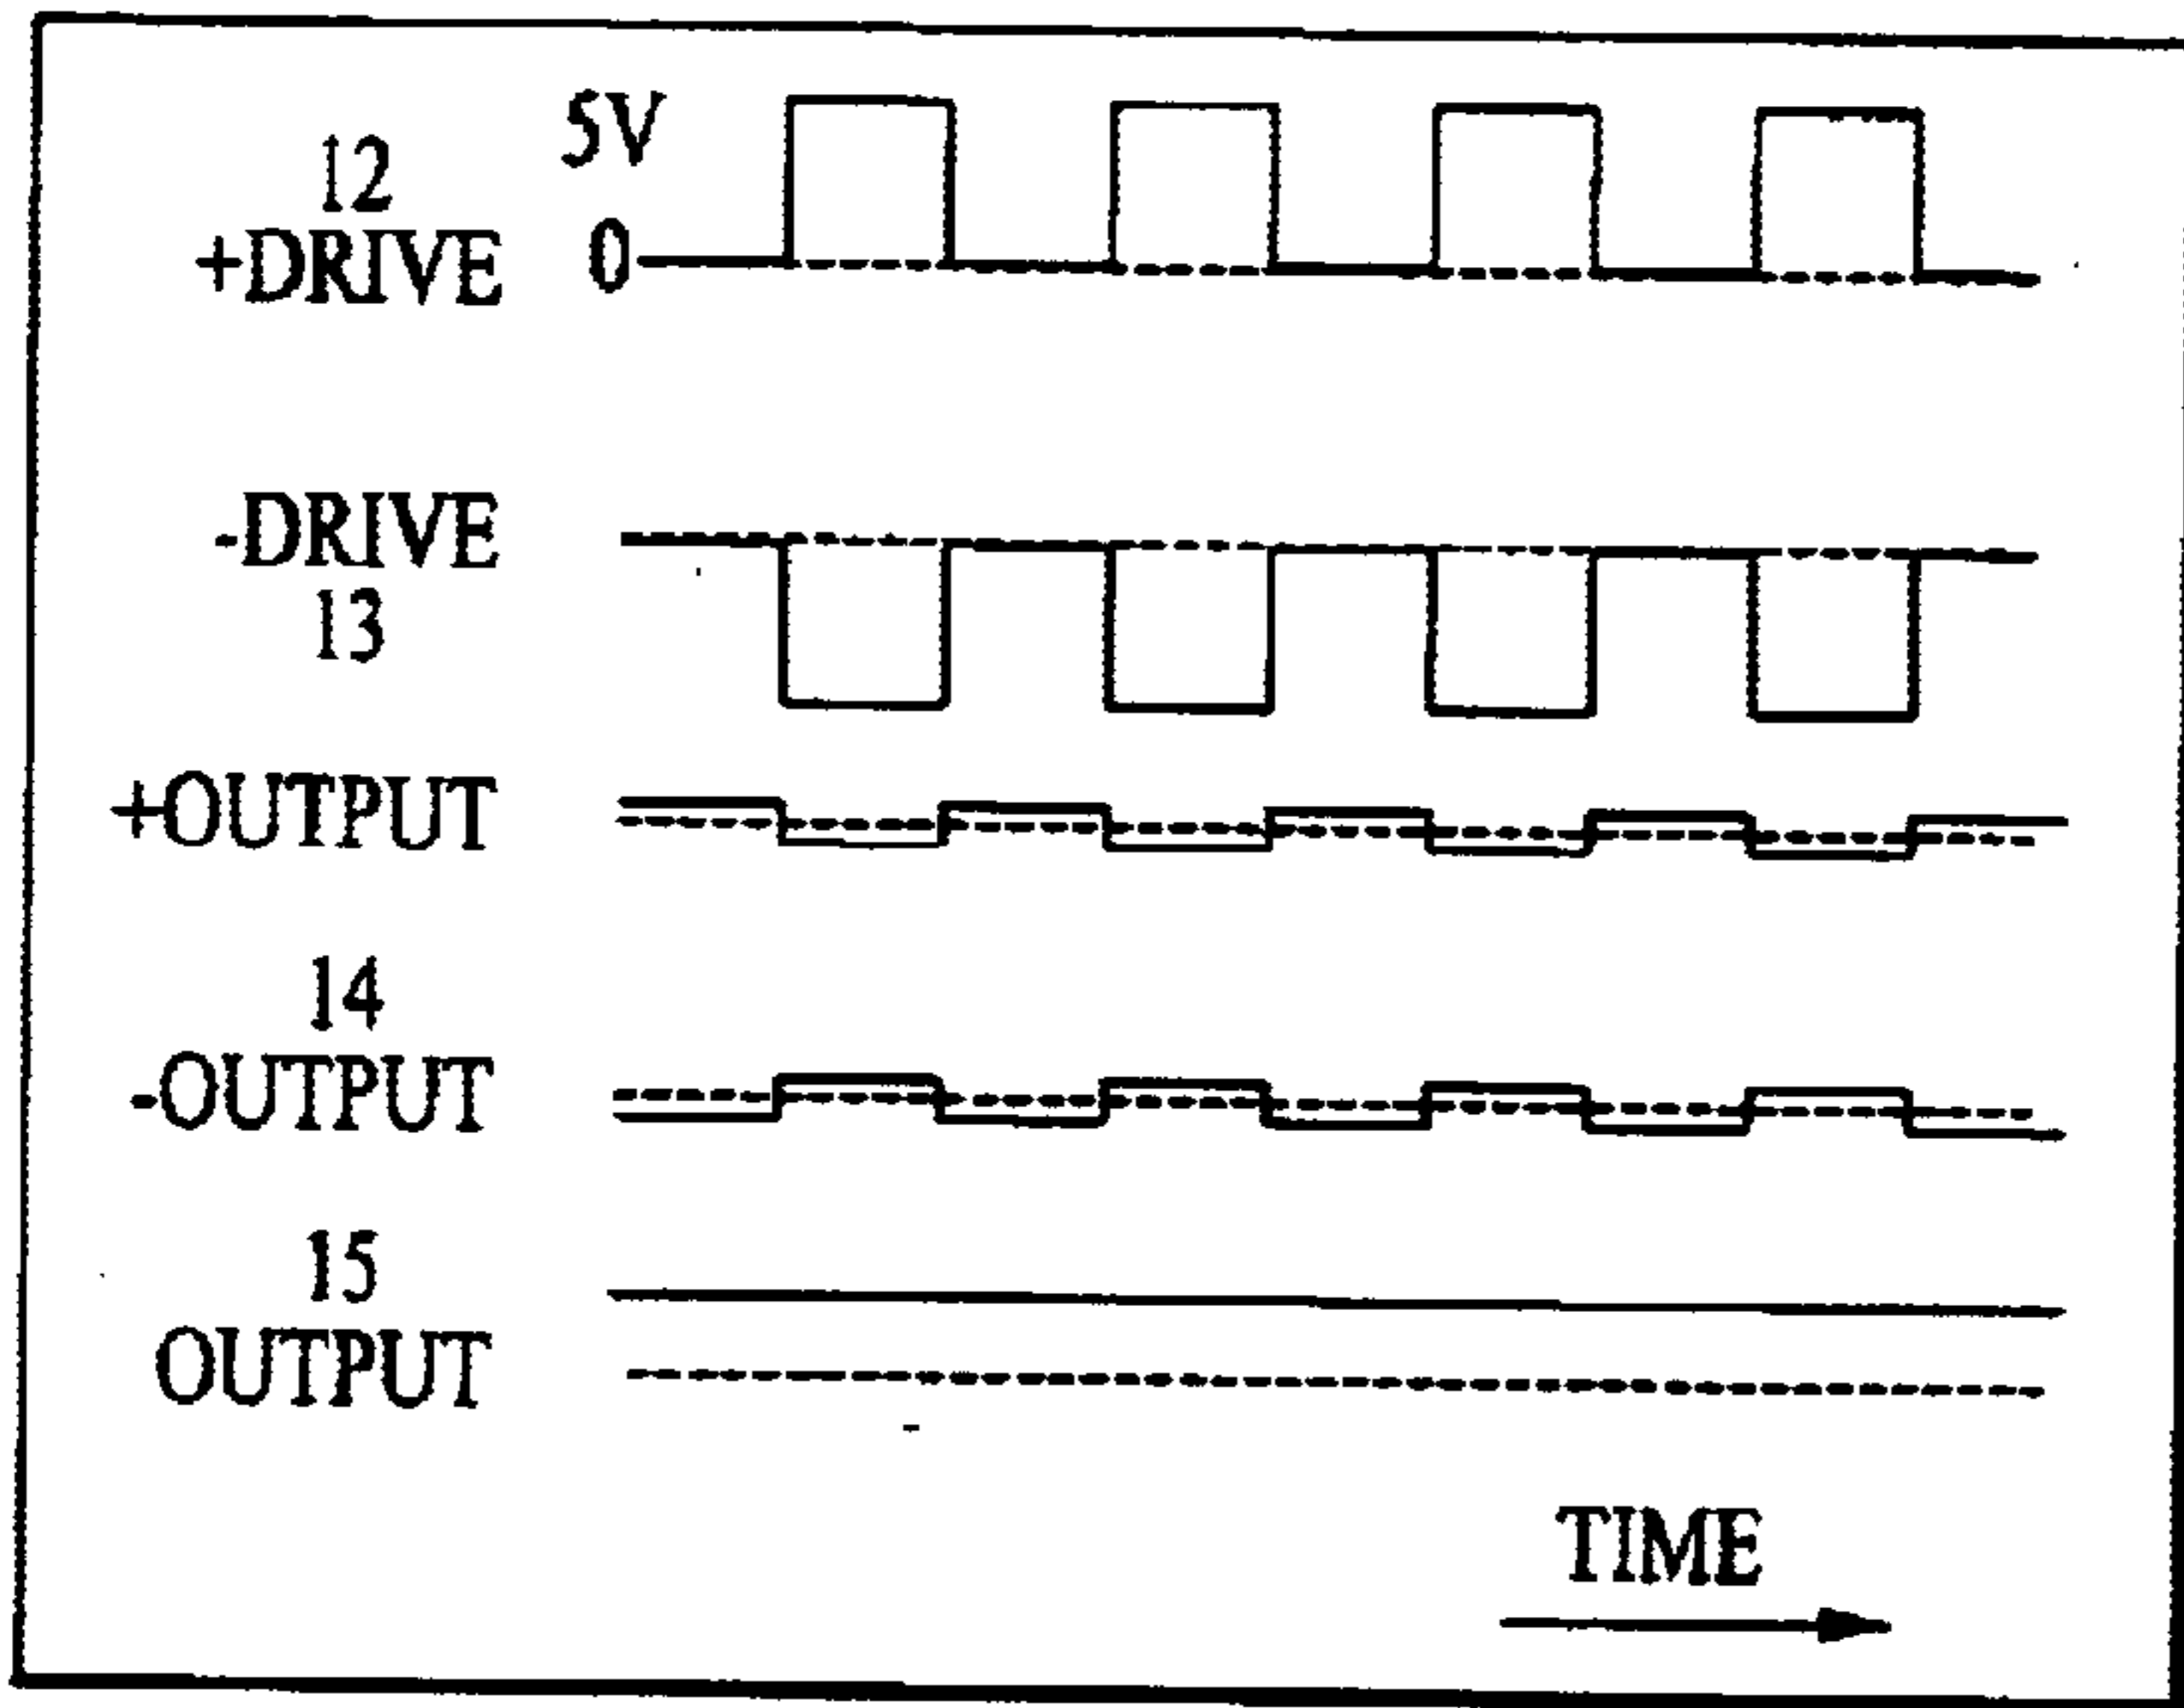 5V
12
+DRIVE 0
-DRIVE
13
+OUTPUT
14
-OUTPUT
15
OUTPUT
TIME